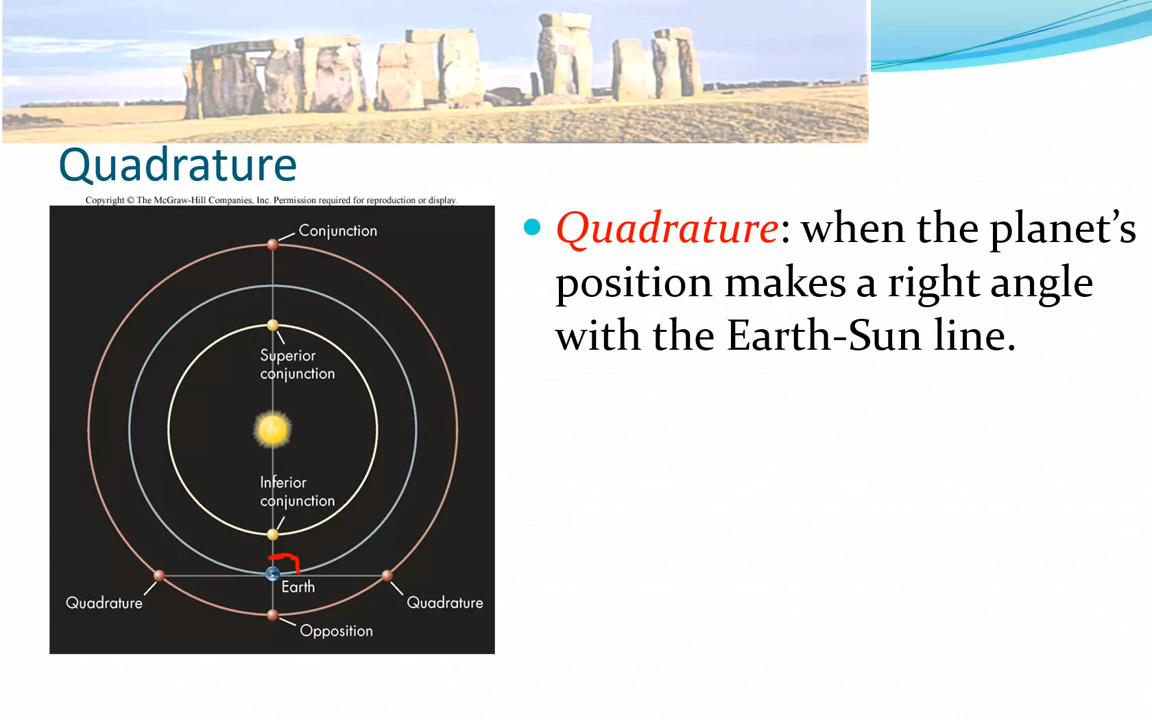 Quadrature
Copyright © The McGraw-Hill Companies, Inc. Permission required for reproduction or display.
Conjunction
Superior
conjunction
Inferior
conjunction
Earth
Quadrature
Quadrature
Opposition
Quadrature: when the planet’s
position makes a right angle
with the Earth-Sun line.